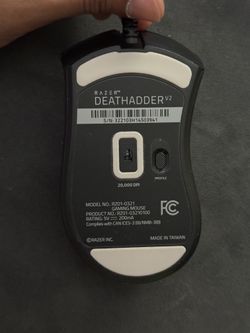 RAZER™
DEATHADDER V2
S/N:
20,000 DPI
PROFILE
MODEL NO.: RZ01-0321
GAMING MOUSE
PRODUCT NO.: RZ01-03210100
RATING: 5V ⎓ 200mA
Complies with CAN ICES-3 (B)/NMB-3(B)
FC
©RAZER INC.
MADE IN TAIWAN